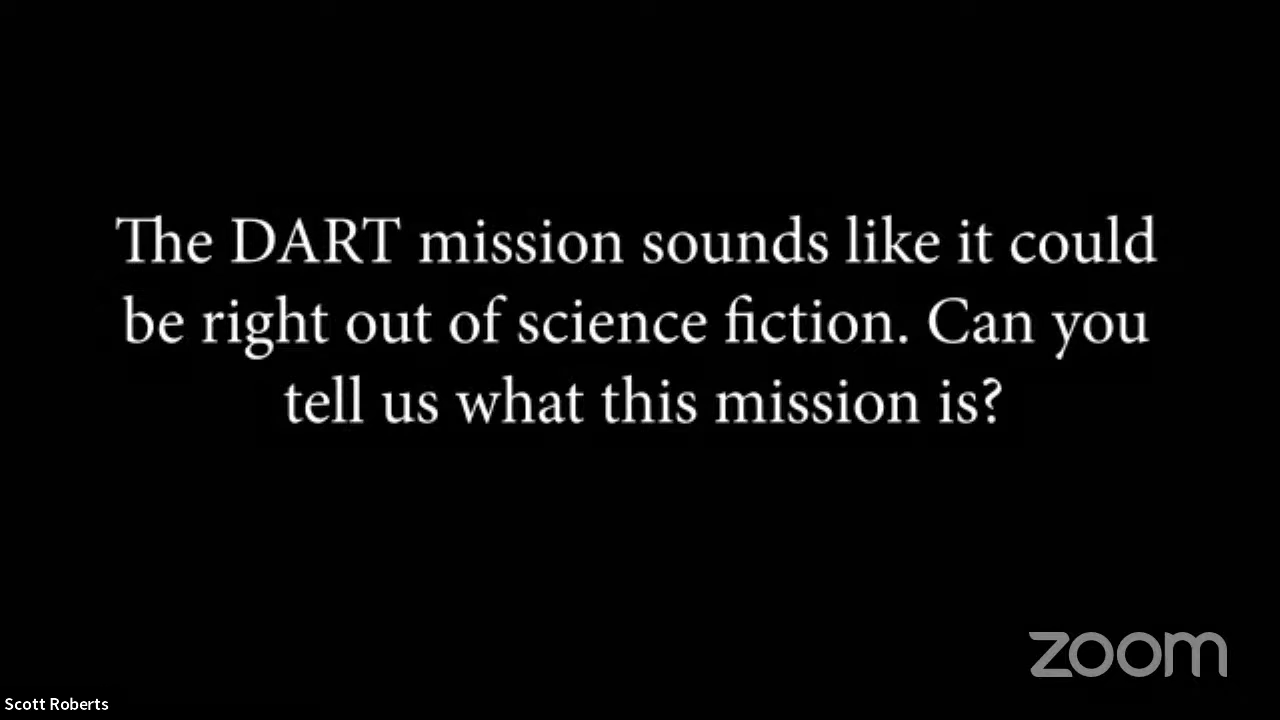 The DART mission sounds like it could
be right out of science fiction. Can you
tell us what this mission is?
zoom
Scott Roberts